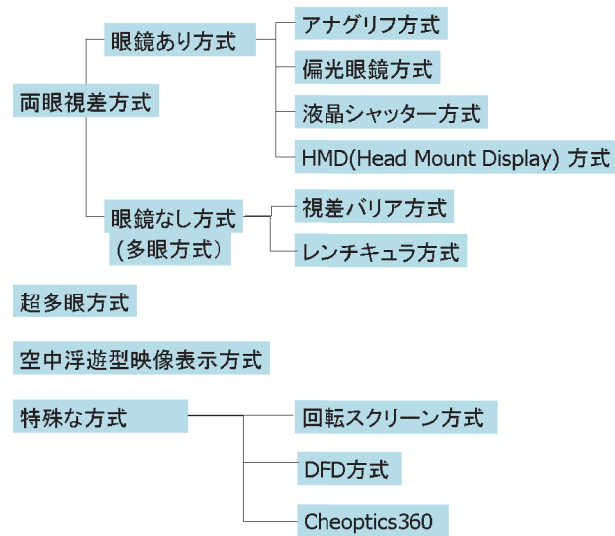 両眼視差方式
眼鏡あり方式
アナグリフ方式
偏光眼鏡方式
液晶シャッター方式
HMD(Head Mount Display) 方式
眼鏡なし方式
(多眼方式)
視差バリア方式
レンチキュラ方式
超多眼方式
空中浮遊型映像表示方式
特殊な方式
回転スクリーン方式
DFD方式
Cheoptics360